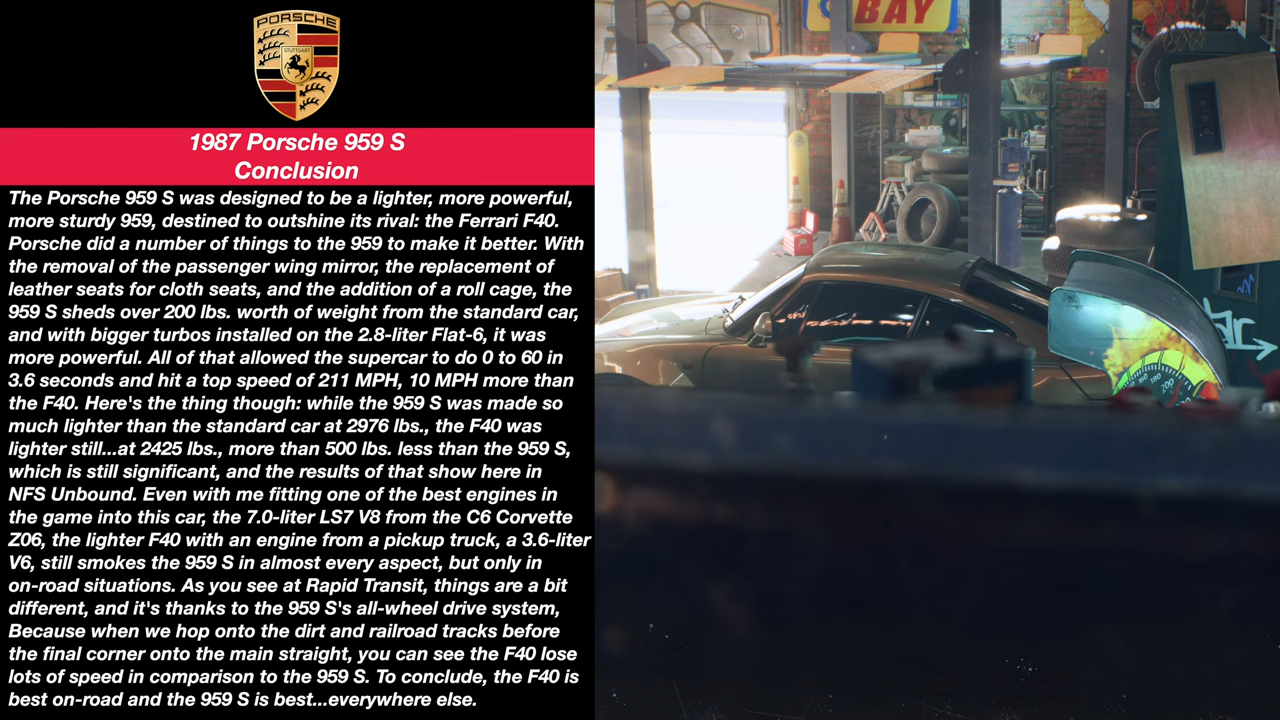 PORSCHE
STUTTGART
1987 Porsche 959 S
Conclusion
The Porsche 959 S was designed to be a lighter, more powerful,
more sturdy 959, destined to outshine its rival: the Ferrari F40.
Porsche did a number of things to the 959 to make it better. With
the removal of the passenger wing mirror, the replacement of
leather seats for cloth seats, and the addition of a roll cage, the
959 S sheds over 200 lbs. worth of weight from the standard car,
and with bigger turbos installed on the 2.8-liter Flat-6, it was
more powerful. All of that allowed the supercar to do 0 to 60 in
3.6 seconds and hit a top speed of 211 MPH, 10 MPH more than
the F40. Here's the thing though: while the 959 S was made so
much lighter than the standard car at 2976 lbs., the F40 was
lighter still...at 2425 lbs., more than 500 lbs. less than the 959 S,
which is still significant, and the results of that show here in
NFS Unbound. Even with me fitting one of the best engines in
the game into this car, the 7.0-liter LS7 V8 from the C6 Corvette
Z06, the lighter F40 with an engine from a pickup truck, a 3.6-liter
V6, still smokes the 959 S in almost every aspect, but only in
on-road situations. As you see at Rapid Transit, things are a bit
different, and it's thanks to the 959 S's all-wheel drive system,
Because when we hop onto the dirt and railroad tracks before
the final corner onto the main straight, you can see the F40 lose
lots of speed in comparison to the 959 S. To conclude, the F40 is
best on-road and the 959 S is best...everywhere else.
BAY
160 180 200